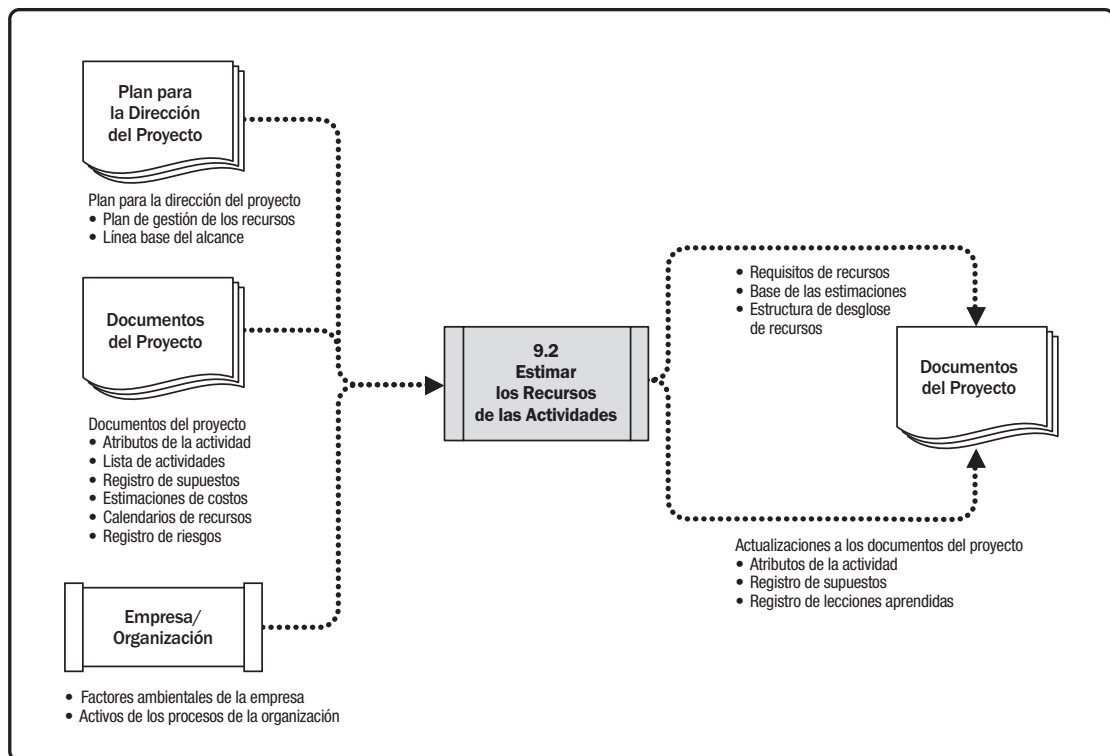 Plan para
la Dirección
del Proyecto
Plan para la dirección del proyecto
• Plan de gestión de los recursos
• Línea base del alcance
Documentos
del Proyecto
Documentos del proyecto
• Atributos de la actividad
• Lista de actividades
• Registro de supuestos
• Estimaciones de costos
• Calendarios de recursos
• Registro de riesgos
Empresa/
Organización
• Factores ambientales de la empresa
• Activos de los procesos de la organización
9.2
Estimar
los Recursos
de las Actividades
• Requisitos de recursos
• Base de las estimaciones
• Estructura de desglose
de recursos
Documentos
del Proyecto
Actualizaciones a los documentos del proyecto
• Atributos de la actividad
• Registro de supuestos
• Registro de lecciones aprendidas